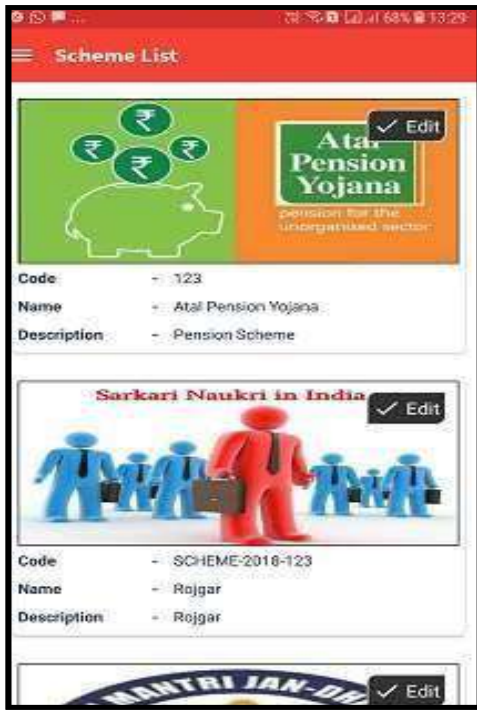 ... 68% 13:29
Scheme List
Edit
Atal
Pension
Yojana
pension for the
unorganised sector
Code - 123
Name - Atal Pension Yojana
Description - Pension Scheme
Sarkari Naukri in India
Edit
Code - SCHEME-2018-123
Name - Rojgar
Description - Rojgar
MANTRI JAN-DH
Edit